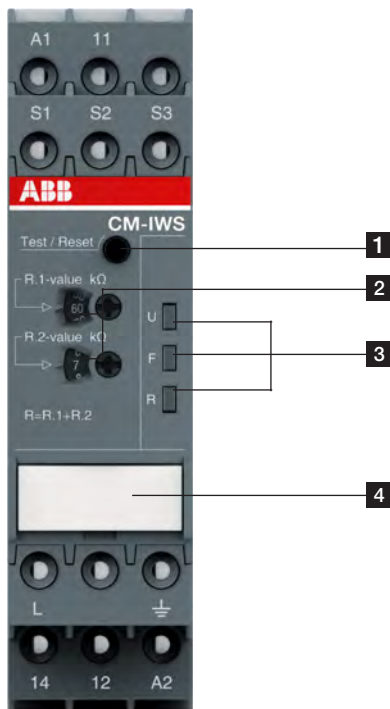 A1 11
S1 S2 S3
ABB
CM-IWS
Test / Reset
1
R.1-value kΩ
60
2
U
R.2-value kΩ
F
3
7
R
R=R.1+R.2
4
L
14 12 A2